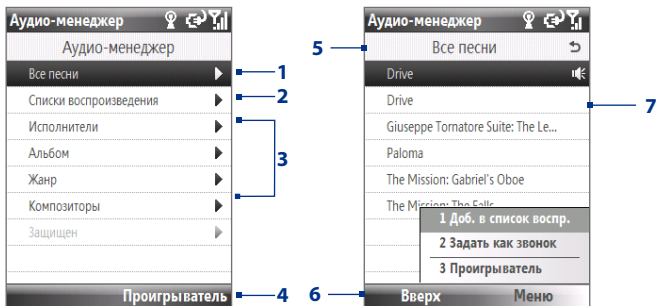 Аудио-менеджер
Аудио-менеджер
Все песни
1
Списки воспроизведения
2
Исполнители
3
Альбом
Жанр
Композиторы
Защищен
Проигрыватель
4
Аудио-менеджер
5
Все песни
Drive
Drive
7
Giuseppe Tornatore Suite: The Le...
Paloma
The Mission: Gabriel's Oboe
The Mission: The Falls
1 Доб. в список воспр.
2 Задать как звонок
3 Проигрыватель
6
Вверх
Меню